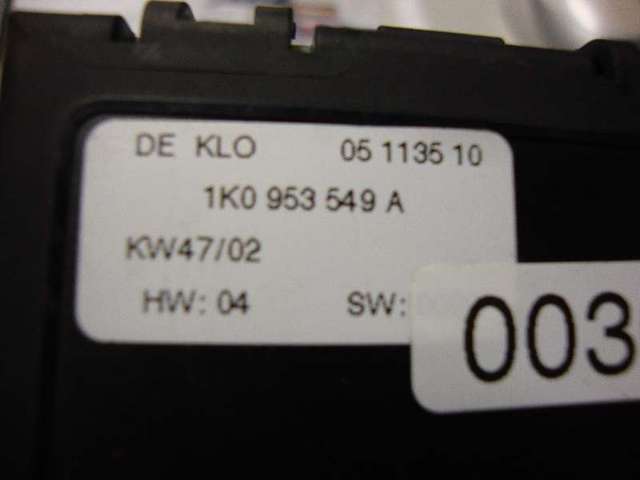 DE KLO 05 1135 10
1K0 953 549 A
KW47/02
HW: 04 SW:
003